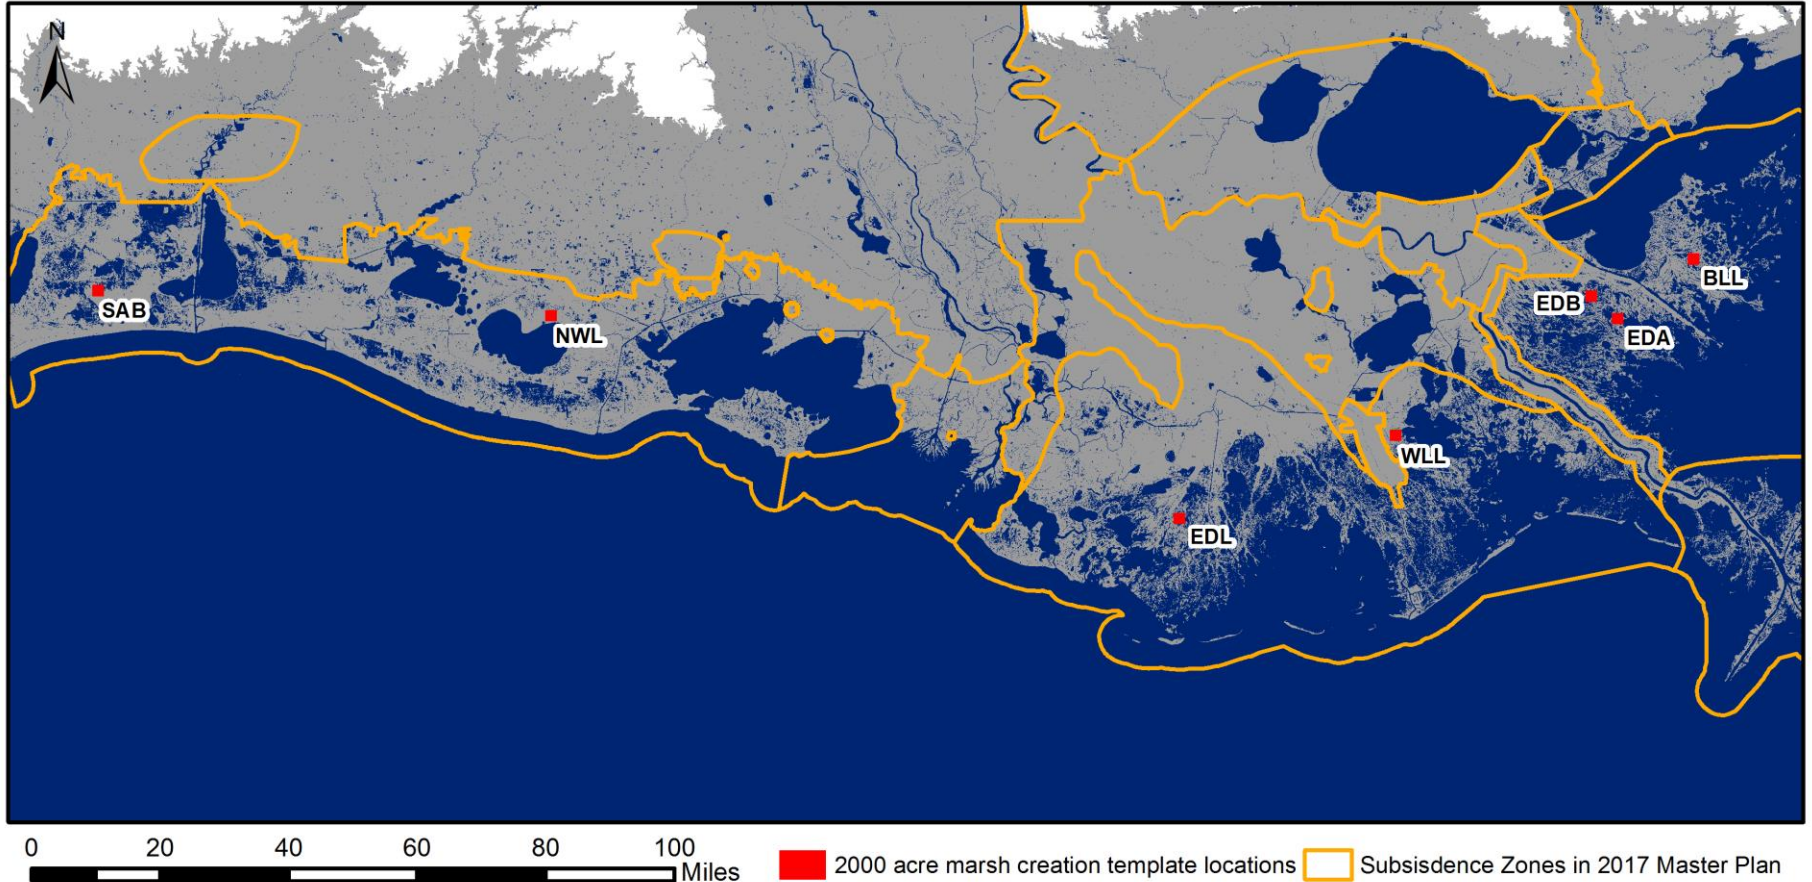 N
SAB
NWL
BLL
EDB
EDA
WLL
EDL
0 20 40 60 80 100
Miles
2000 acre marsh creation template locations
Subsisdence Zones in 2017 Master Plan